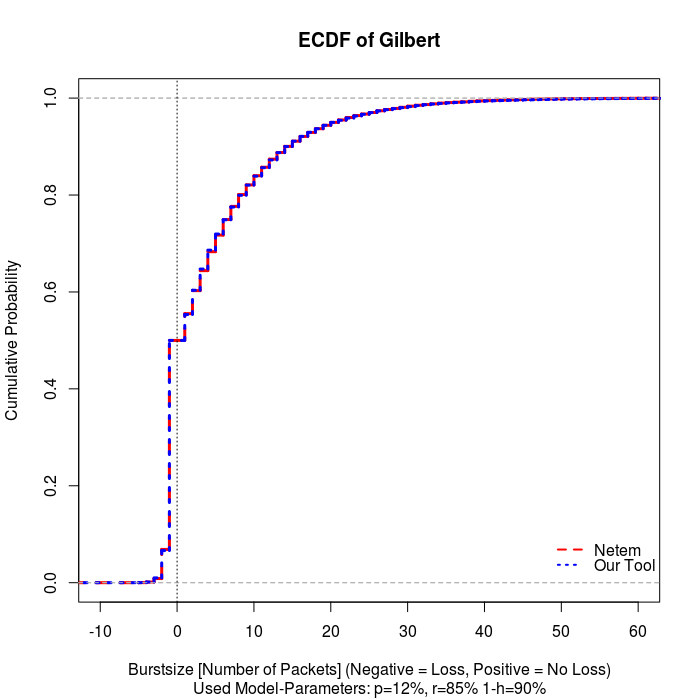 ECDF of Gilbert
Cumulative Probability
1.0
0.8
0.6
0.4
0.2
0.0
Netem
Our Tool
-10 0 10 20 30 40 50 60
Burstsize [Number of Packets] (Negative = Loss, Positive = No Loss)
Used Model-Parameters: p=12%, r=85% 1-h=90%